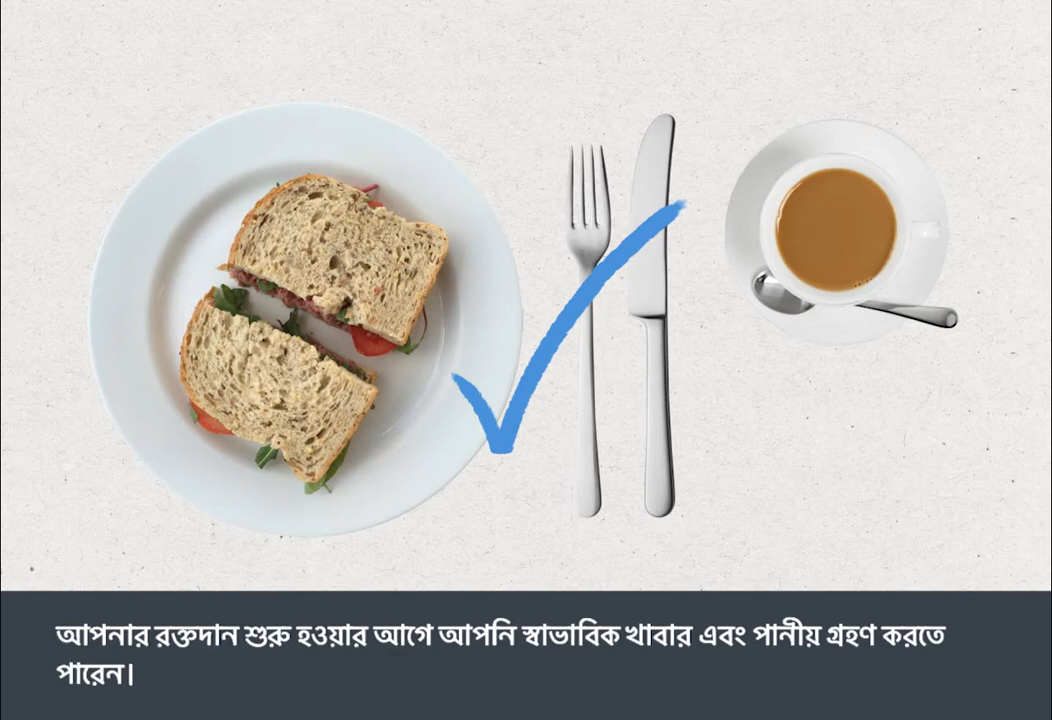 আপনার রক্তদান শুরু হওয়ার আগে আপনি স্বাভাবিক খাবার এবং পানীয় গ্রহণ করতে
পারেন।